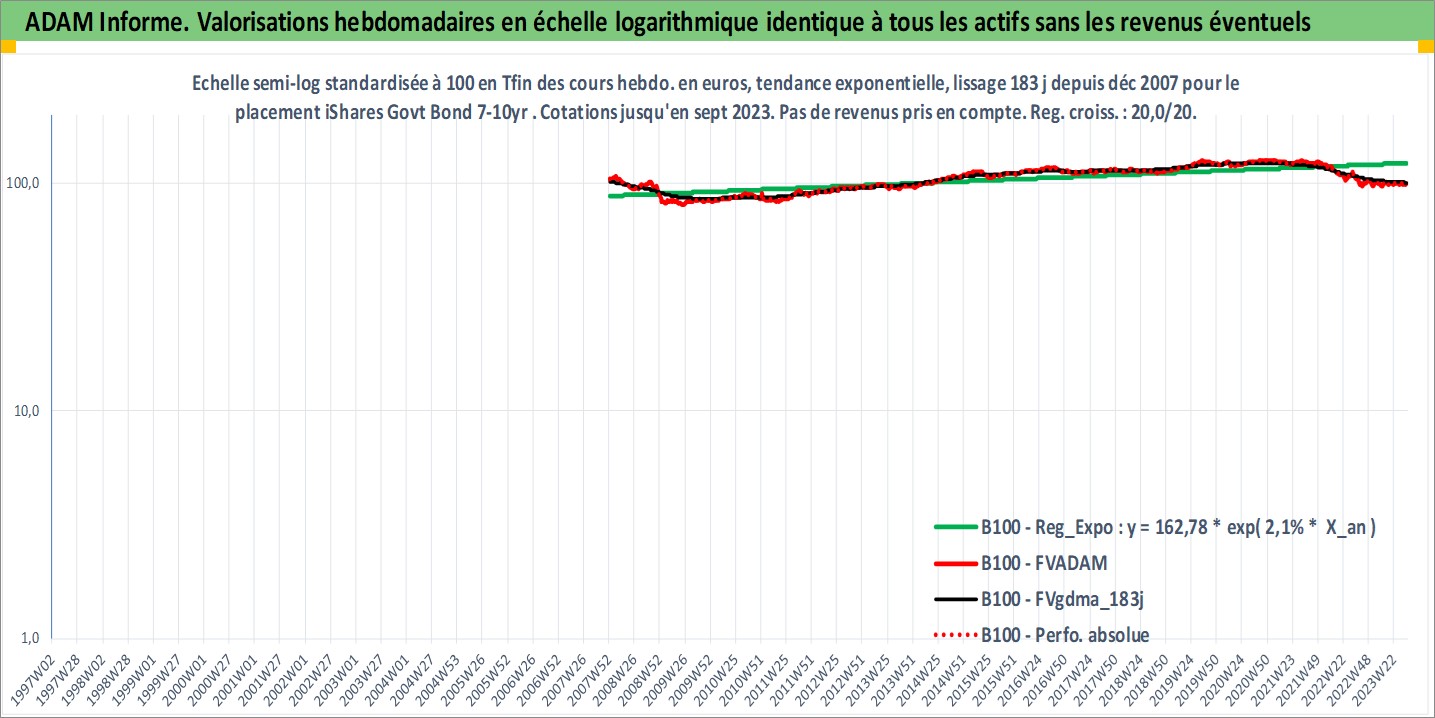 ADAM Informe. Valorisations hebdomadaires en échelle logarithmique identique à tous les actifs sans les revenus éventuels
Echelle semi-log standardisée à 100 en Tfin des cours hebdo. en euros, tendance exponentielle, lissage 183 j depuis déc 2007 pour le
placement iShares Govt Bond 7-10yr . Cotations jusqu'en sept 2023. Pas de revenus pris en compte. Reg. croiss. : 20,0/20.
100,0
10,0
1,0
B100 - Reg_Expo : y = 162,78 * exp( 2,1% * X_an )
B100 - FVADAM
B100 - FVgdma_183j
B100 - Perfo. absolue
1997W02
1997W28
1998W02
1998W28
1999W01
1999W27
2000W01
2000W27
2001W01
2001W27
2002W01
2002W27
2003W01
2003W27
2004W01
2004W27
2004W53
2005W26
2005W52
2006W26
2006W52
2007W26
2007W52
2008W26
2008W52
2009W26
2009W52
2010W25
2010W51
2011W25
2011W51
2012W25
2012W51
2013W25
2013W51
2014W25
2014W51
2015W25
2015W51
2016W24
2016W50
2017W24
2017W50
2018W24
2018W50
2019W24
2019W50
2020W24
2020W50
2021W23
2021W49
2022W22
2022W48
2023W22